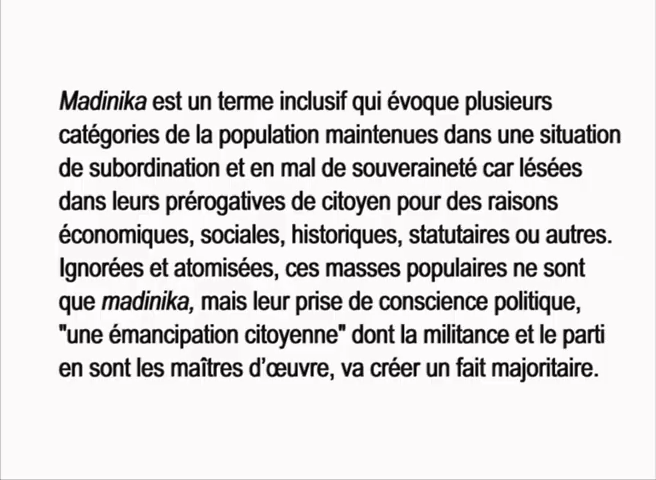 Madinika est un terme inclusif qui évoque plusieurs
catégories de la population maintenues dans une situation
de subordination et en mal de souveraineté car lésées
dans leurs prérogatives de citoyen pour des raisons
économiques, sociales, historiques, statutaires ou autres.
Ignorées et atomisées, ces masses populaires ne sont
que madinika, mais leur prise de conscience politique,
"une émancipation citoyenne" dont la militance et le parti
en sont les maîtres d’œuvre, va créer un fait majoritaire.